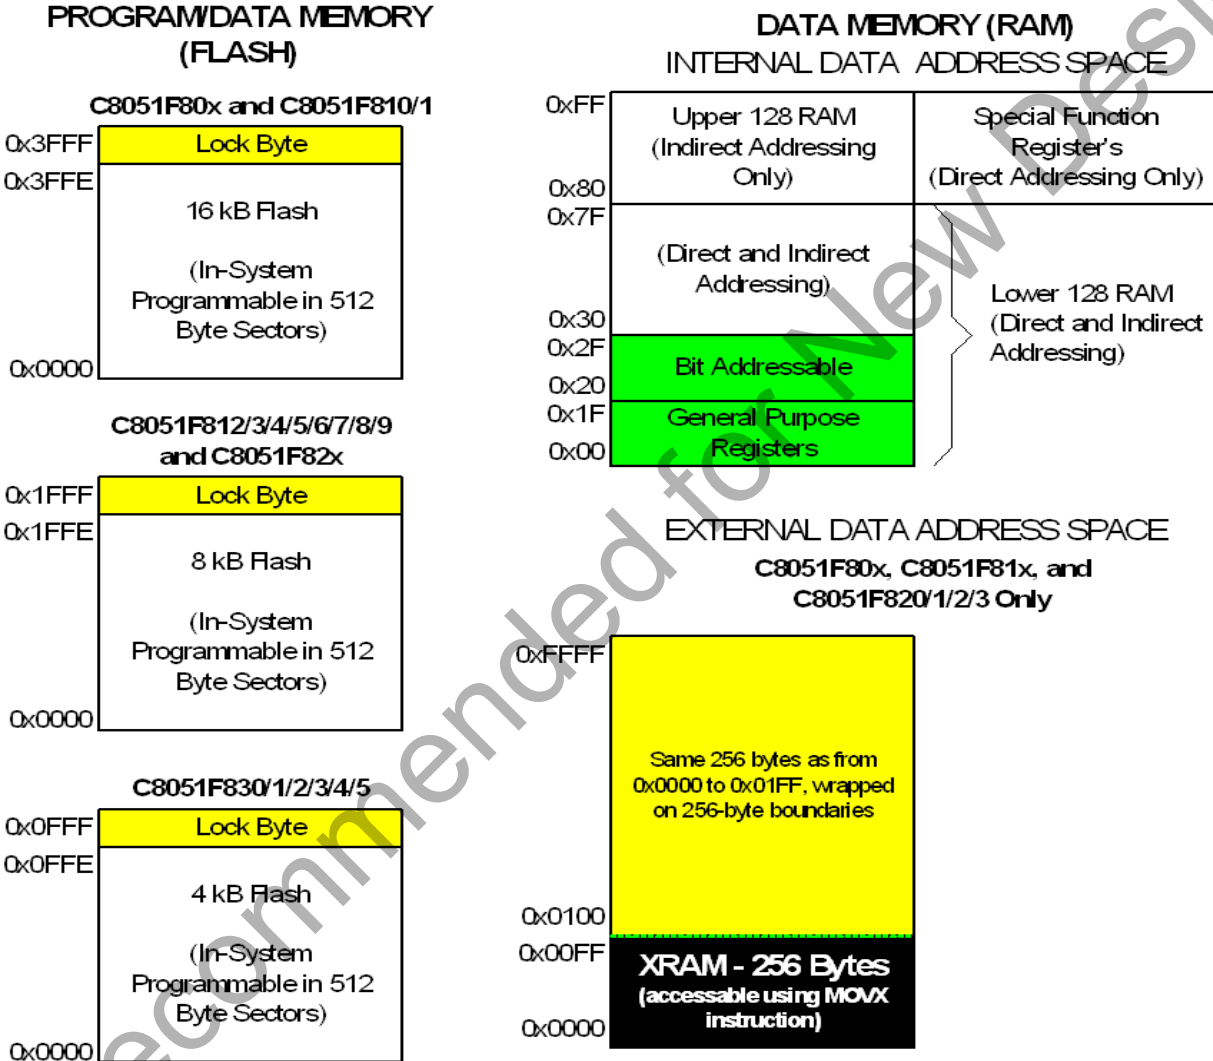 PROGRAM/DATA MEMORY
(FLASH)
C8051F80x and C8051F810/1
0x3FFF
Lock Byte
0x3FFE
16 kB Flash
(In-System
Programmable in 512
Byte Sectors)
0x0000
C8051F812/3/4/5/6/7/8/9
and C8051F82x
0x1FFF
Lock Byte
0x1FFE
8 kB Flash
(In-System
Programmable in 512
Byte Sectors)
0x0000
C8051F830/1/2/3/4/5
0x0FFF
Lock Byte
0x0FFE
4 kB Flash
(In-System
Programmable in 512
Byte Sectors)
0x0000
DATA MEMORY (RAM)
INTERNAL DATA ADDRESS SPACE
0xFF
Upper 128 RAM
(Indirect Addressing
Only)
0x80
Special Function
Register's
(Direct Addressing Only)
0x7F
(Direct and Indirect
Addressing)
0x30
0x2F
Bit Addressable
0x20
0x1F
General Purpose
Registers
0x00
Lower 128 RAM
(Direct and Indirect
Addressing)
EXTERNAL DATA ADDRESS SPACE
C8051F80x, C8051F81x, and
C8051F820/1/2/3 Only
0xFFFF
Same 256 bytes as from
0x0000 to 0x01FF, wrapped
on 256-byte boundaries
0x0100
0x00FF
XRAM - 256 Bytes
(accessable using MOVX
instruction)
0x0000
ecommended for New Desi